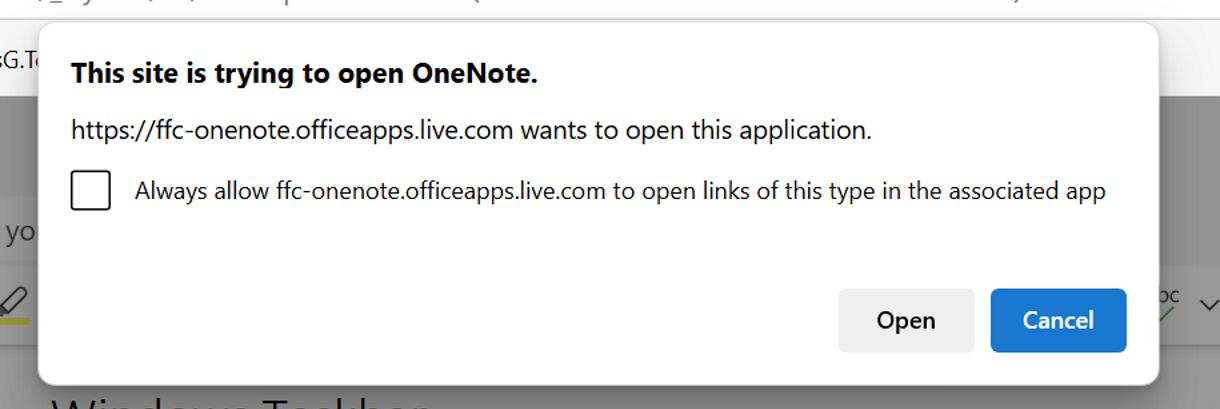 This site is trying to open OneNote.
https://ffc-onenote.officeapps.live.com wants to open this application.
Always allow ffc-onenote.officeapps.live.com to open links of this type in the associated app
yo
Open
Cancel